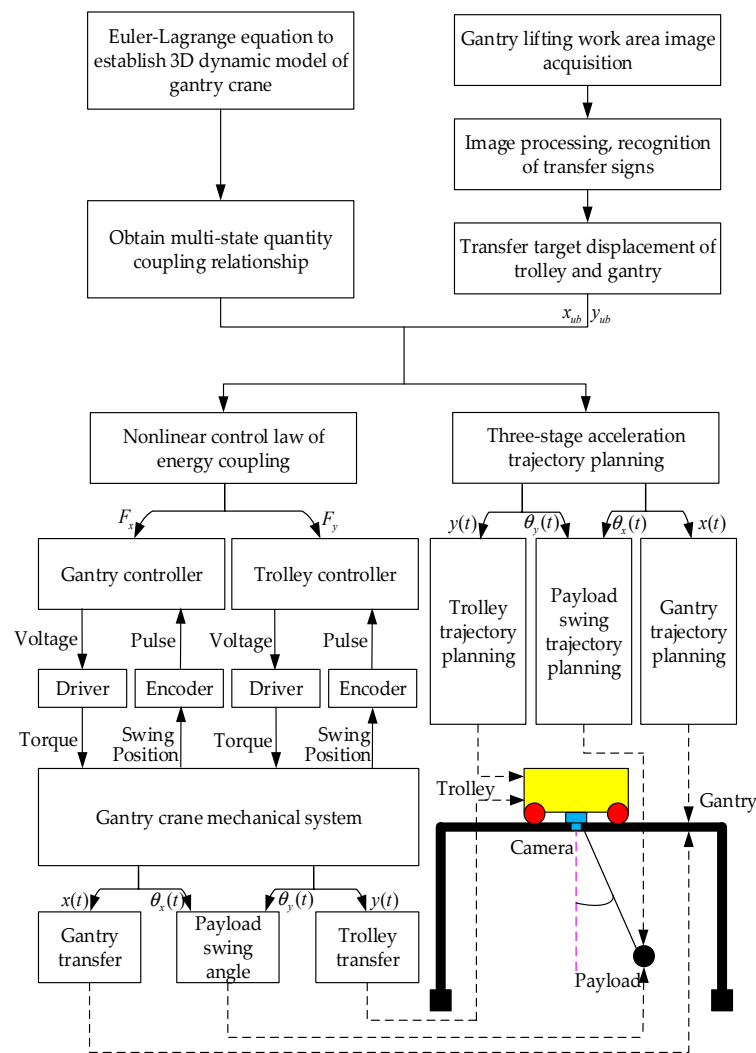 Euler-Lagrange equation to
establish 3D dynamic model of
gantry crane
Gantry lifting work area image
acquisition
Image processing, recognition
of transfer signs
Obtain multi-state quantity
coupling relationship
Transfer target displacement of
trolley and gantry
x_{ub} y_{ub}
Nonlinear control law of
energy coupling
Three-stage acceleration
trajectory planning
F_x
F_y
y(t)
θ_y(t)
θ_x(t)
x(t)
Gantry controller
Trolley controller
Trolley
trajectory
planning
Payload
swing
trajectory
planning
Gantry
trajectory
planning
Voltage
Pulse
Voltage
Pulse
Driver
Encoder
Driver
Encoder
Torque
Swing
Position
Torque
Swing
Position
Gantry crane mechanical system
Trolley
Gantry
Camera
Payload
x(t)
θ_x(t)
θ_y(t)
y(t)
Gantry
transfer
Payload
swing
angle
Trolley
transfer